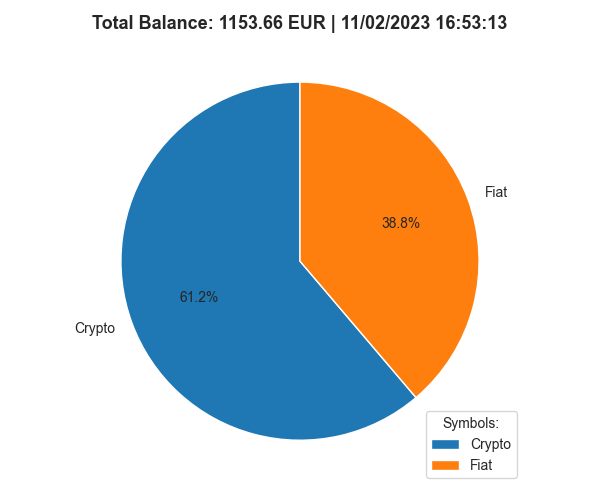 Total Balance: 1153.66 EUR | 11/02/2023 16:53:13
Fiat
38.8%
61.2%
Crypto
Symbols:
Crypto
Fiat